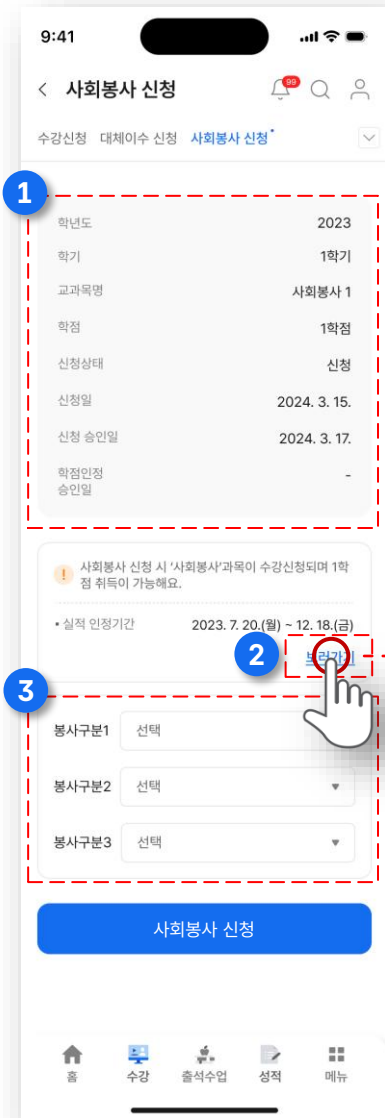 9:41
사회봉사 신청
99
수강신청 대체이수 신청 사회봉사 신청
1
학년도 2023
학기 1학기
교과목명 사회봉사 1
학점 1학점
신청상태 신청
신청일 2024. 3. 15.
신청 승인일 2024. 3. 17.
학점인정 -
승인일
! 사회봉사 신청 시 ‘사회봉사’과목이 수강신청되며 1학
점 취득이 가능해요.
• 실적 인정기간 2023. 7. 20.(월) ~ 12. 18.(금)
2
보러가기
3
봉사구분1 선택
봉사구분2 선택
봉사구분3 선택
사회봉사 신청
홈 수강 출석수업 성적 메뉴